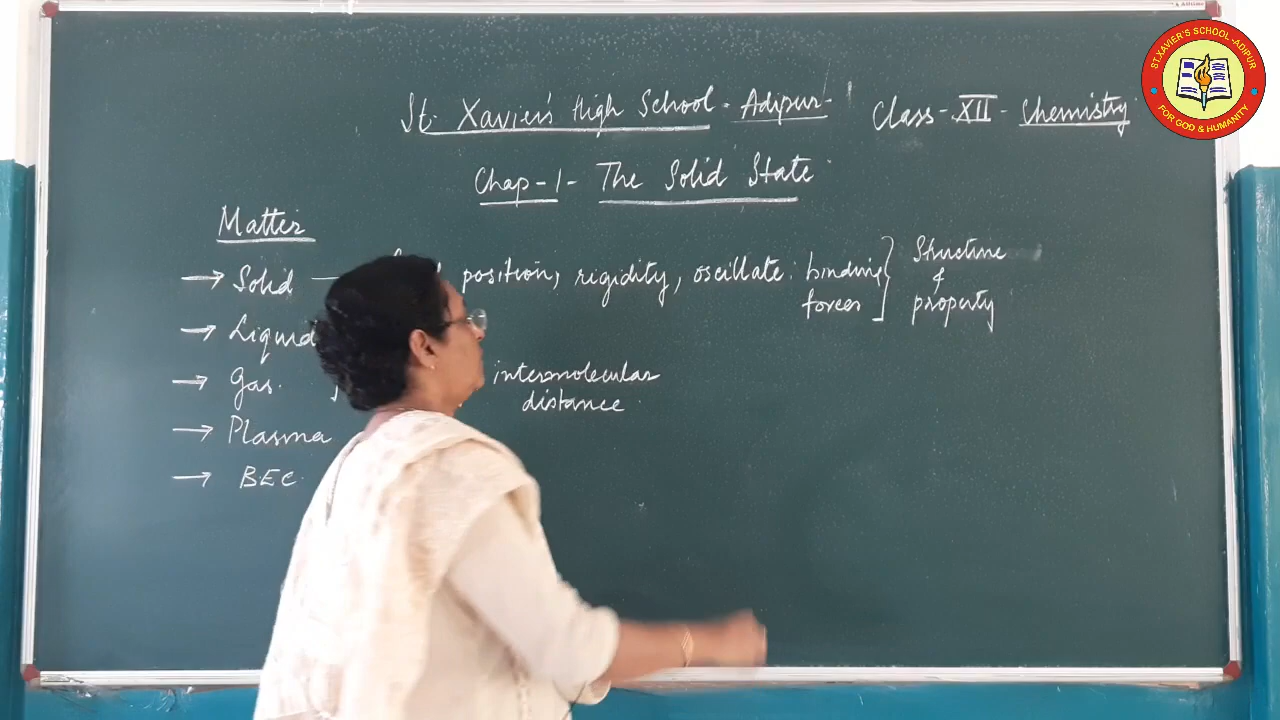 St. Xavier's High School - Adipur - Class - XII - Chemistry
Chap - 1 - The Solid State
Matter
→ Solid — position, rigidity, oscillate. binding forces } Structure & property
→ Liquid
→ Gas. intermolecular distance.
→ Plasma
→ BEC.
ST.XAVIER'S SCHOOL-ADIPUR
FOR GOD & HUMANITY